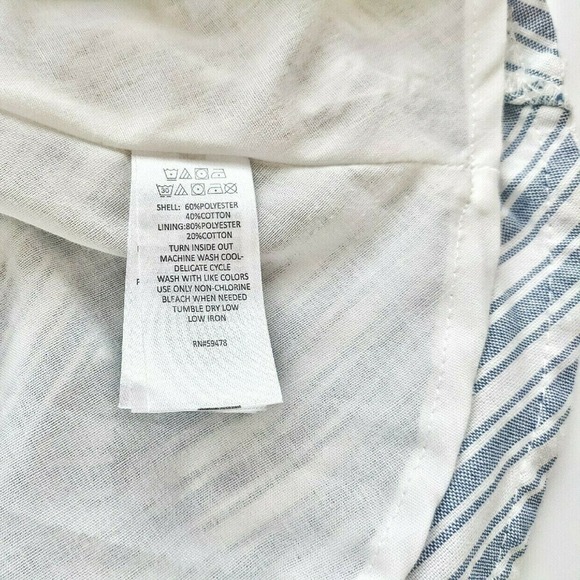 30
SHELL: 60%POLYESTER
40%COTTON
LINING:80%POLYESTER
20%COTTON
TURN INSIDE OUT
MACHINE WASH COOL-
DELICATE CYCLE
WASH WITH LIKE COLORS
USE ONLY NON-CHLORINE
BLEACH WHEN NEEDED
TUMBLE DRY LOW
LOW IRON
RN#59478